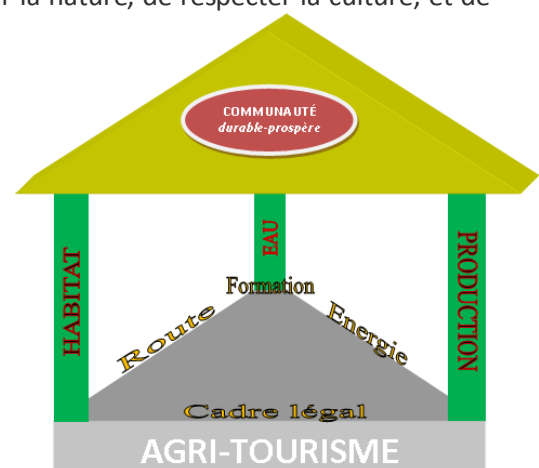 r la nature, de respecter la culture, et de
COMMUNAUTÉ
durable-prospère
HABITAT
EAU
PRODUCTION
Formation
Route
Energie
Cadre légal
AGRI-TOURISME